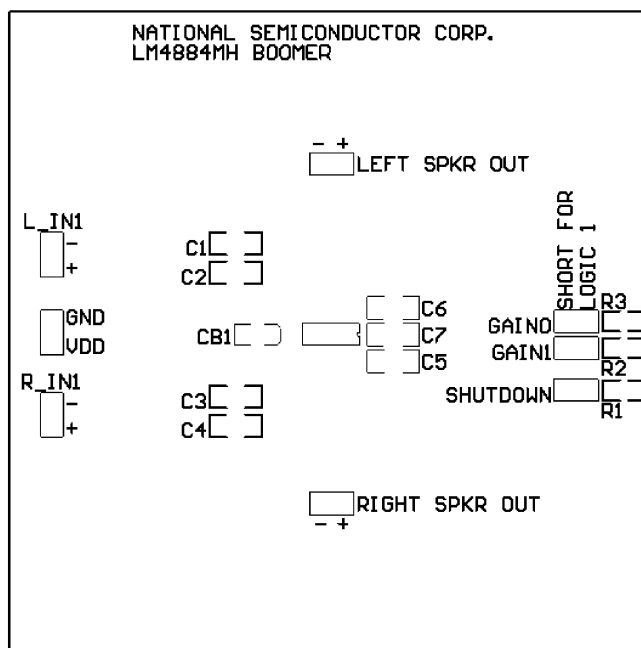 NATIONAL SEMICONDUCTOR CORP.
LM4884MH BOOMER
- +
LEFT SPKR OUT
L_IN1
-
+
C1
C2
SHORT FOR
LOGIC 1
GND
VDD
CB1
C6
C7
C5
GAIN0
R3
GAIN1
R2
SHUTDOWN
R1
R_IN1
-
+
C3
C4
RIGHT SPKR OUT
- +